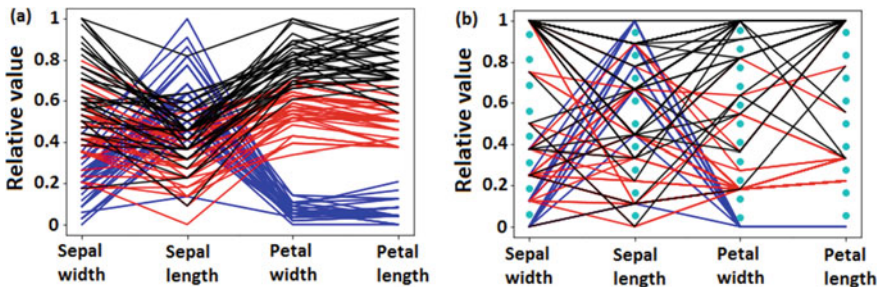 (a)
Relative value
1
0.8
0.6
0.4
0.2
0
Sepal width
Sepal length
Petal width
Petal length
(b)
Relative value
1
0.8
0.6
0.4
0.2
0
Sepal width
Sepal length
Petal width
Petal length